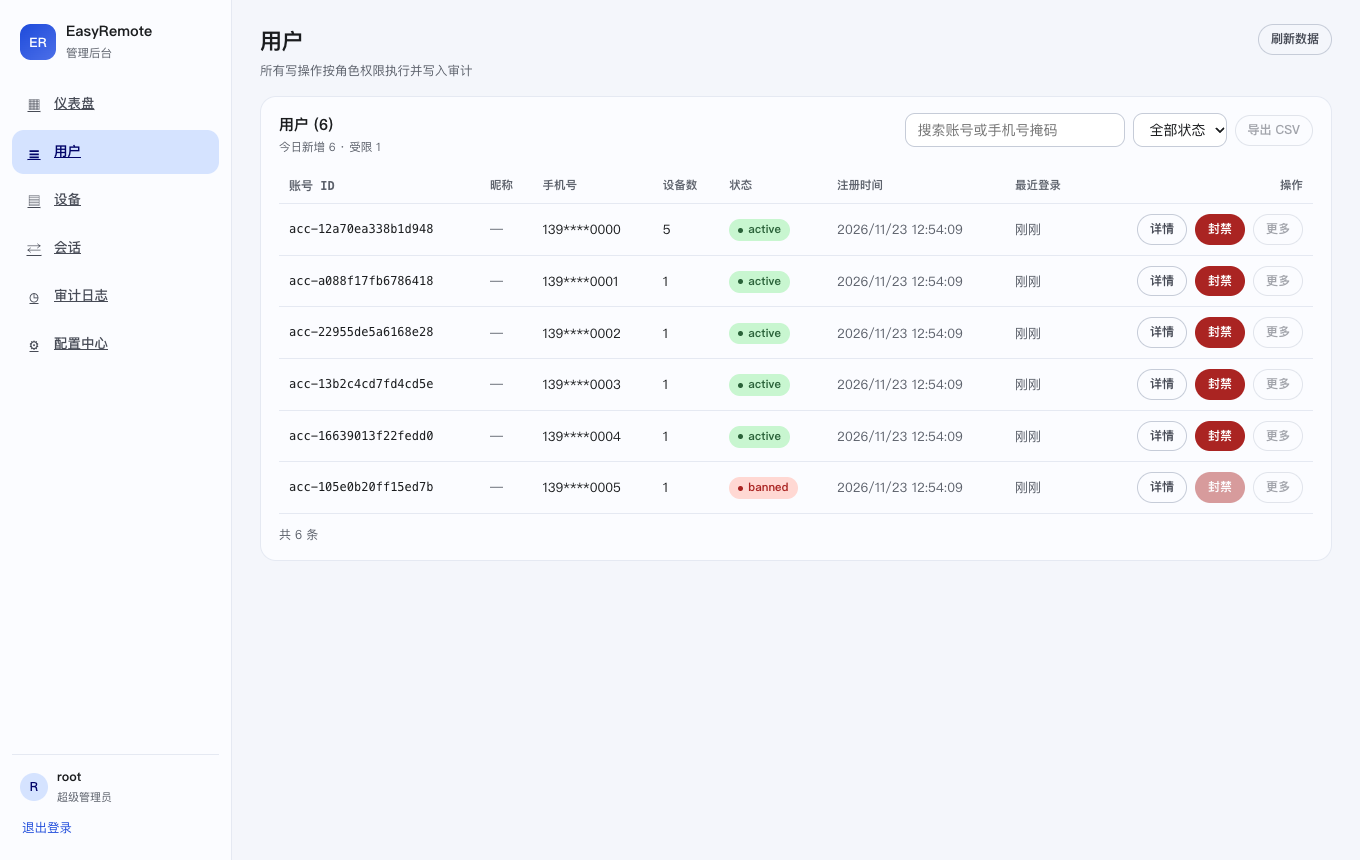 ER
EasyRemote
管理后台
仪表盘
用户
设备
会话
审计日志
配置中心
root
R
超级管理员
退出登录
用户
所有写操作按角色权限执行并写入审计
刷新数据
用户 (6)
今日新增 6 · 受限 1
搜索账号或手机号掩码
全部状态
导出 CSV
账号 ID 昵称 手机号 设备数 状态 注册时间 最近登录 操作
acc-12a70ea338b1d948 — 139****0000 5 active 2026/11/23 12:54:09 刚刚 详情 封禁 更多
acc-a088f17fb6786418 — 139****0001 1 active 2026/11/23 12:54:09 刚刚 详情 封禁 更多
acc-22955de5a6168e28 — 139****0002 1 active 2026/11/23 12:54:09 刚刚 详情 封禁 更多
acc-13b2c4cd7fd4cd5e — 139****0003 1 active 2026/11/23 12:54:09 刚刚 详情 封禁 更多
acc-16639013f22fedd0 — 139****0004 1 active 2026/11/23 12:54:09 刚刚 详情 封禁 更多
acc-105e0b20ff15ed7b — 139****0005 1 banned 2026/11/23 12:54:09 刚刚 详情 封禁 更多
共 6 条